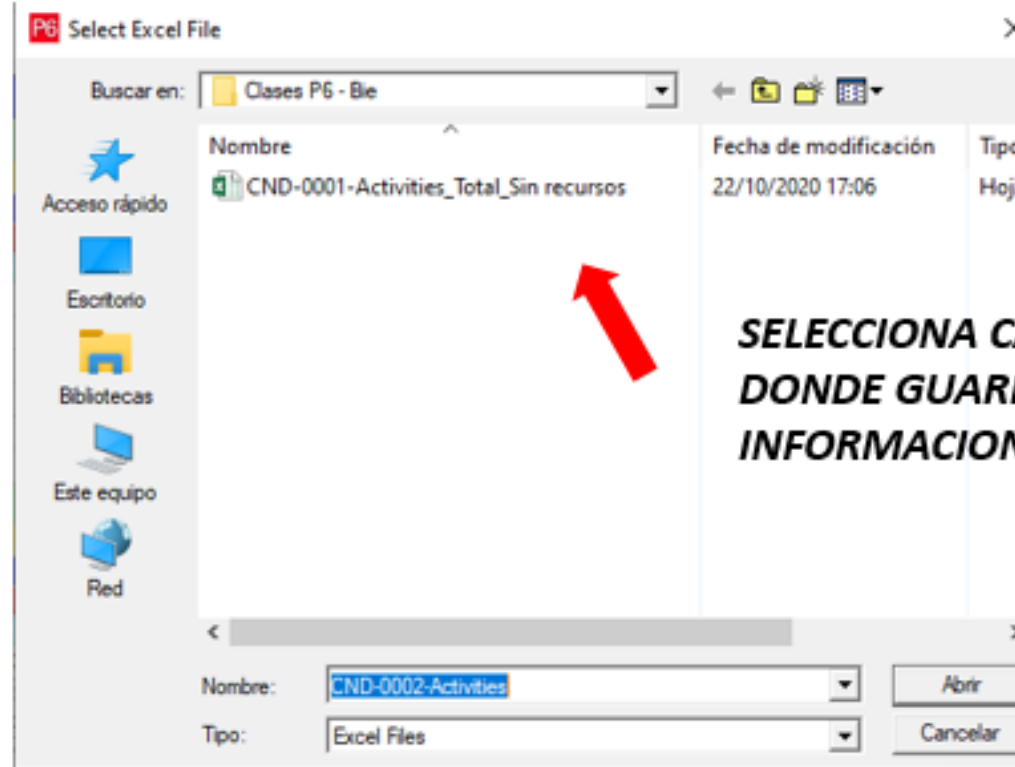 P6 Select Excel File
Buscar en: Clases P6 - Bie
Nombre Fecha de modificación Tipo
CND-0001-Activities_Total_Sin recursos 22/10/2020 17:06
Acceso rápido
Escritorio
Bibliotecas
Este equipo
Red
SELECCIONA
DONDE
INFORMACION
Nombre: CND-0002-Activities Abrir
Tipo: Excel Files Cancelar